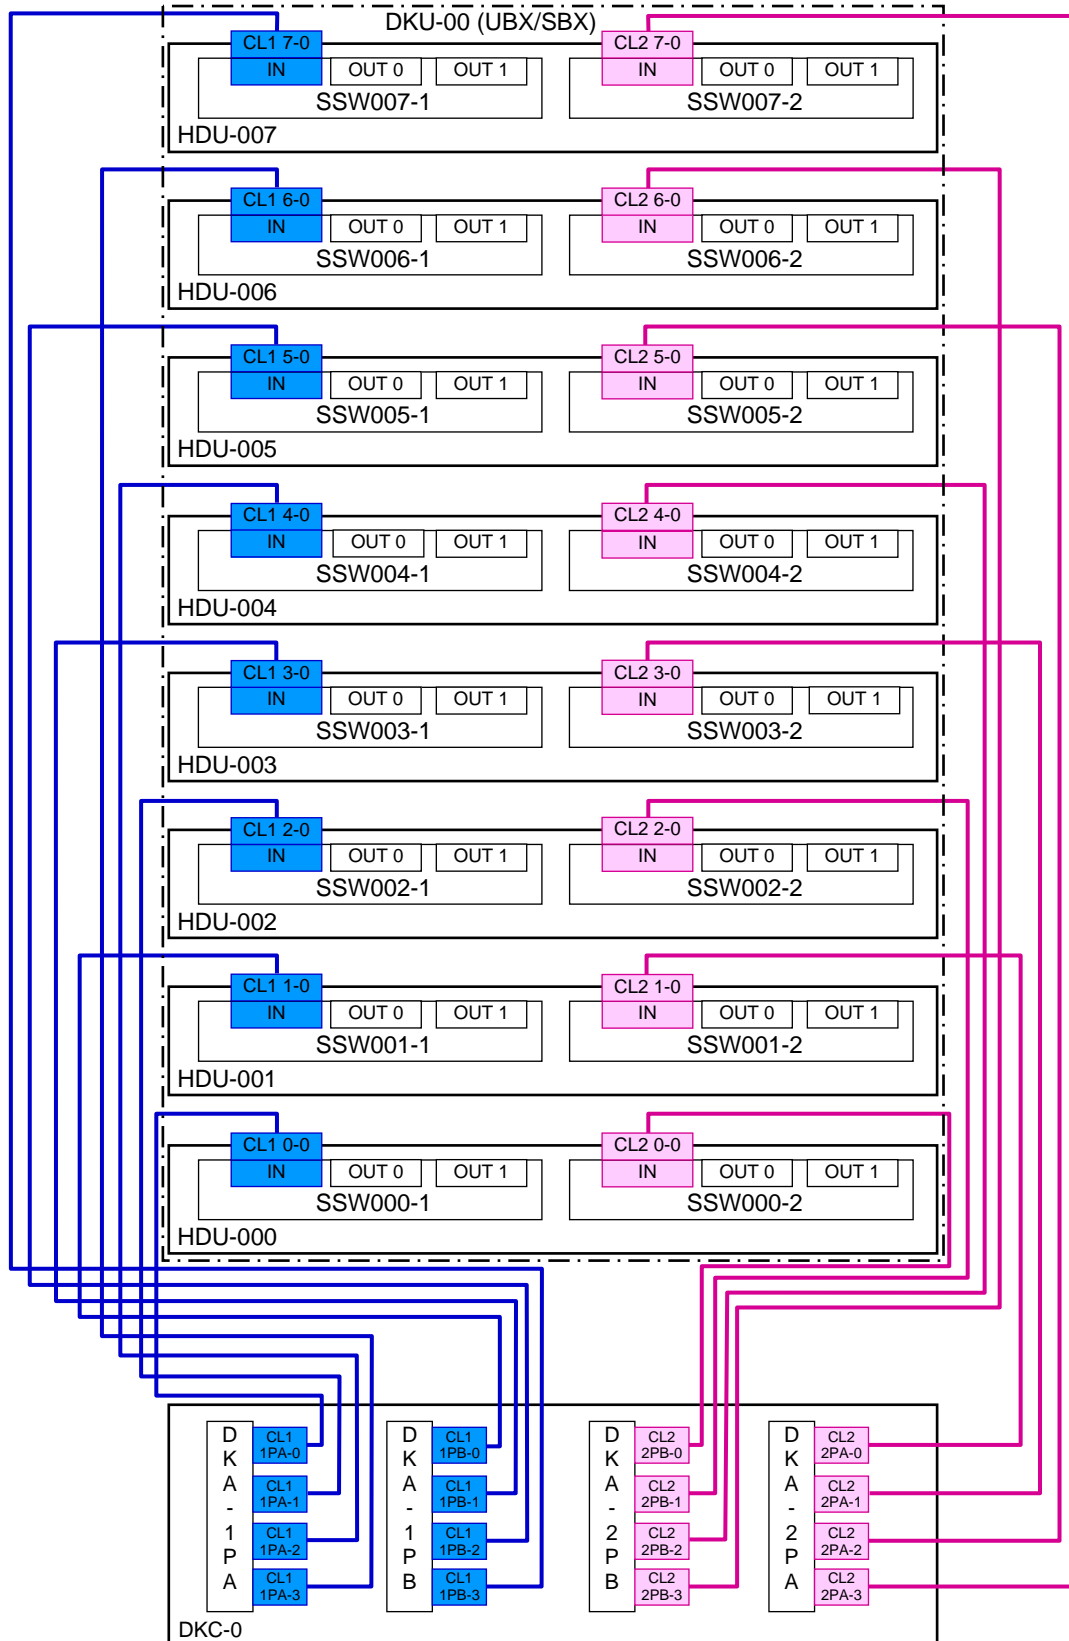 DKU-00 (UBX/SBX)
CL1 7-0 CL2 7-0
IN OUT 0 OUT 1 IN OUT 0 OUT 1
SSW007-1 SSW007-2
HDU-007
CL1 6-0 CL2 6-0
IN OUT 0 OUT 1 IN OUT 0 OUT 1
SSW006-1 SSW006-2
HDU-006
CL1 5-0 CL2 5-0
IN OUT 0 OUT 1 IN OUT 0 OUT 1
SSW005-1 SSW005-2
HDU-005
CL1 4-0 CL2 4-0
IN OUT 0 OUT 1 IN OUT 0 OUT 1
SSW004-1 SSW004-2
HDU-004
CL1 3-0 CL2 3-0
IN OUT 0 OUT 1 IN OUT 0 OUT 1
SSW003-1 SSW003-2
HDU-003
CL1 2-0 CL2 2-0
IN OUT 0 OUT 1 IN OUT 0 OUT 1
SSW002-1 SSW002-2
HDU-002
CL1 1-0 CL2 1-0
IN OUT 0 OUT 1 IN OUT 0 OUT 1
SSW001-1 SSW001-2
HDU-001
CL1 0-0 CL2 0-0
IN OUT 0 OUT 1 IN OUT 0 OUT 1
SSW000-1 SSW000-2
HDU-000
DKA-1PA
CL1
1PA-0
CL1
1PA-1
CL1
1PA-2
CL1
1PA-3
DKA-1PB
CL1
1PB-0
CL1
1PB-1
CL1
1PB-2
CL1
1PB-3
DKA-2PB
CL2
2PB-0
CL2
2PB-1
CL2
2PB-2
CL2
2PB-3
DKA-2PA
CL2
2PA-0
CL2
2PA-1
CL2
2PA-2
CL2
2PA-3
DKC-0